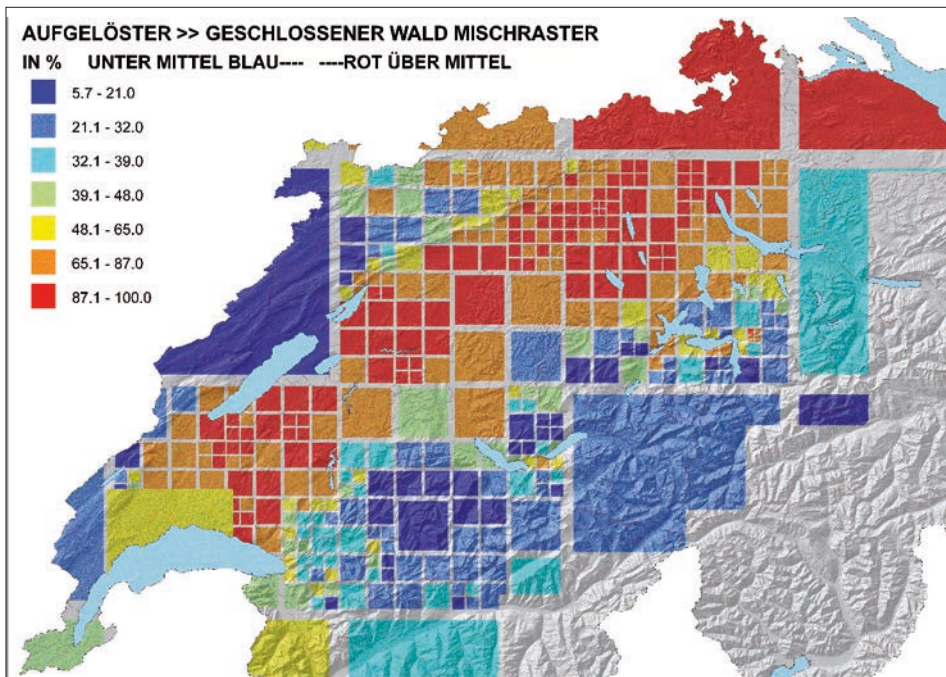 AUFGELÖSTER >> GESCHLOSSENER WALD MISCHRASTER
IN % UNTER MITTEL BLAU---- ----ROT ÜBER MITTEL
5.7 - 21.0
21.1 - 32.0
32.1 - 39.0
39.1 - 48.0
48.1 - 65.0
65.1 - 87.0
87.1 - 100.0